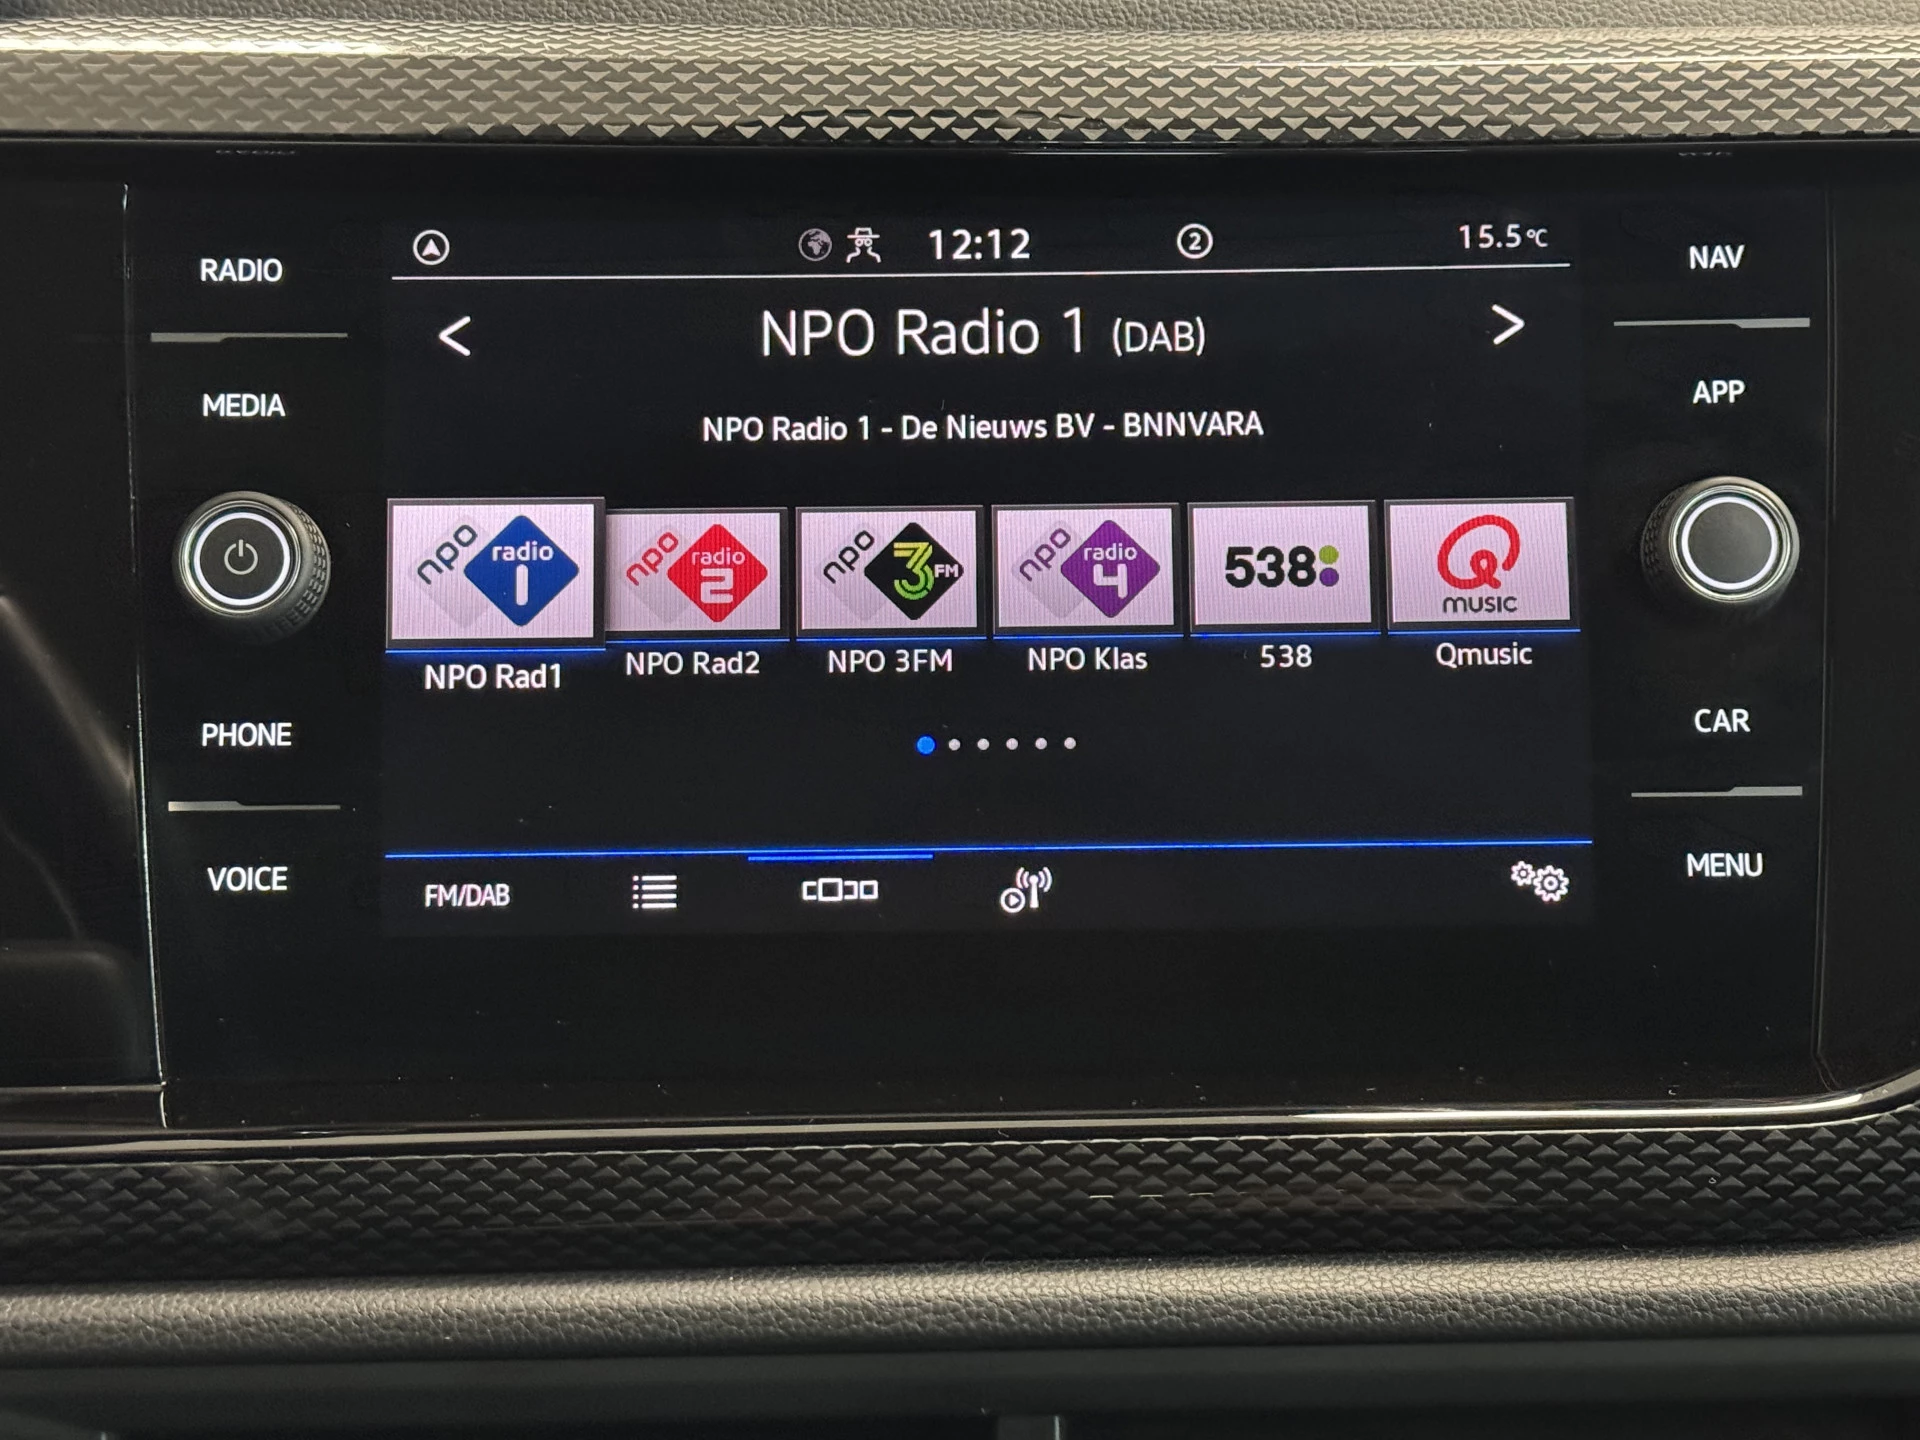 12:12
2
15.5°C
RADIO
NAV
< NPO Radio 1 (DAB) >
MEDIA
APP
NPO Radio 1 - De Nieuws BV - BNNVARA
npo radio 1
npo radio 2
npo 3FM
npo radio 4
538
Q MUSIC
NPO Rad1
NPO Rad2
NPO 3FM
NPO Klas
538
Qmusic
PHONE
CAR
VOICE
FM/DAB
MENU